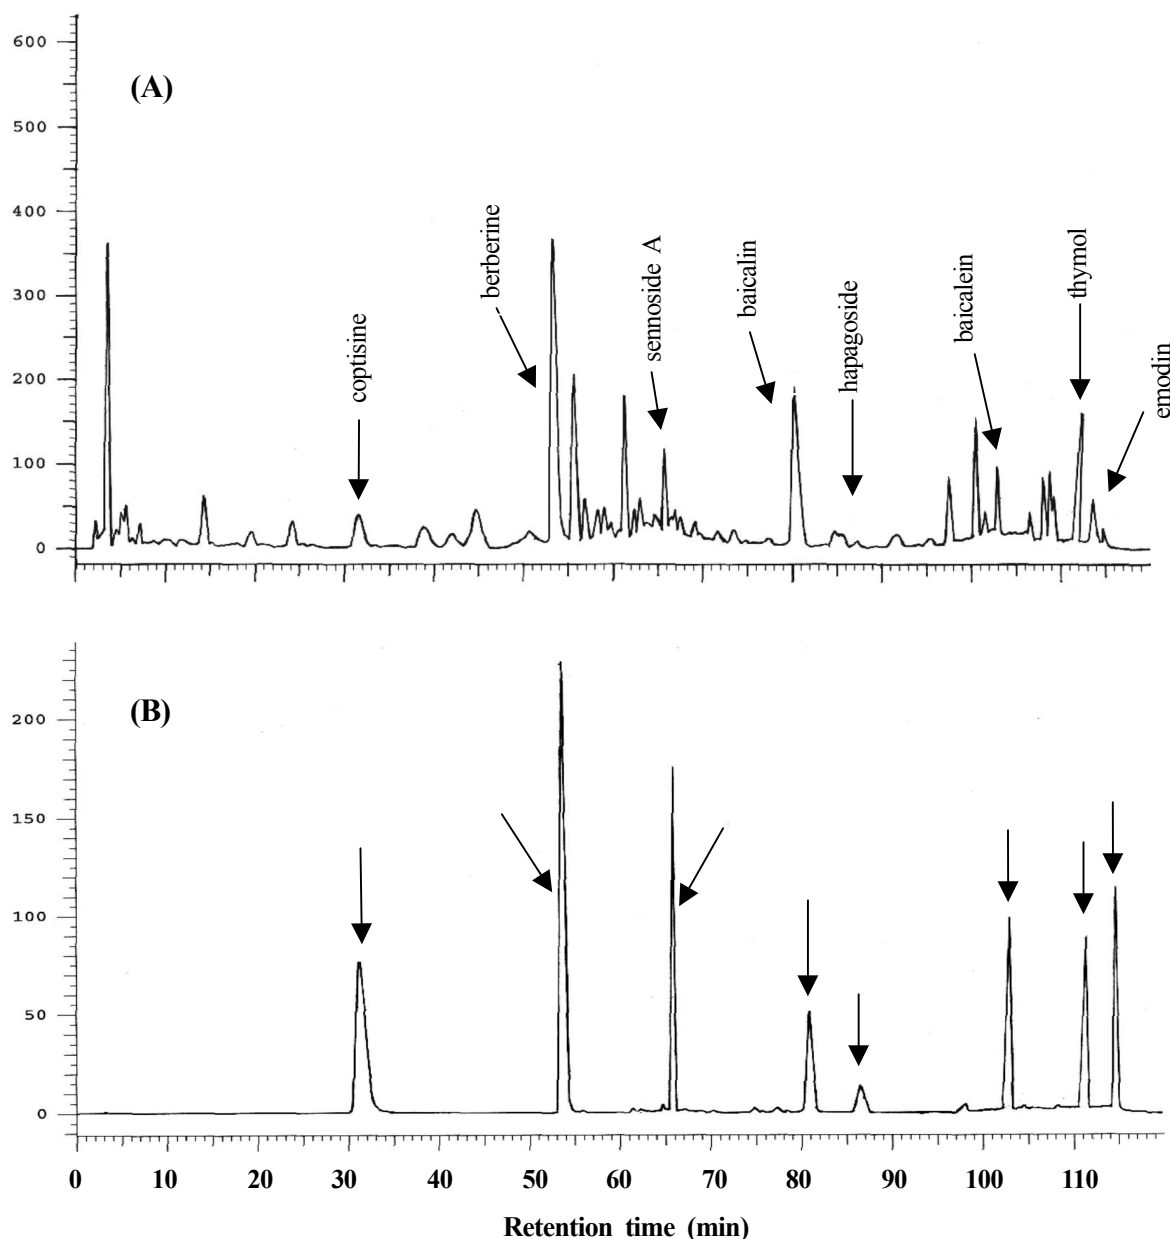 600
(A)
500
400
300
200
100
0
coptisine
berberine
sennoside A
baicalin
hapagoside
baicalein
thymol
emodin
(B)
200
150
100
50
0
0 10 20 30 40 50 60 70 80 90 100 110
Retention time (min)